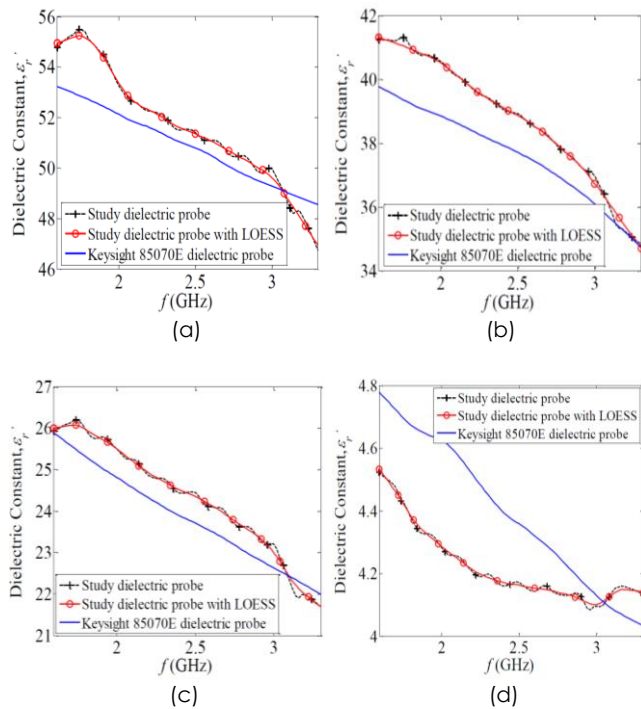 56
54
52
50
48
46
Dielectric Constant, εr'
Study dielectric probe
Study dielectric probe with LOESS
Keysight 85070E dielectric probe
2 2.5 3
f (GHz)
(a)
42
40
38
36
34
Dielectric Constant, εr'
Study dielectric probe
Study dielectric probe with LOESS
Keysight 85070E dielectric probe
2 2.5 3
f (GHz)
(b)
27
26
25
24
23
22
21
Dielectric Constant, εr'
Study dielectric probe
Study dielectric probe with LOESS
Keysight 85070E dielectric probe
2 2.5 3
f (GHz)
(c)
4.8
4.6
4.4
4.2
4
Dielectric Constant, εr'
Study dielectric probe
Study dielectric probe with LOESS
Keysight 85070E dielectric probe
2 2.5 3
f (GHz)
(d)